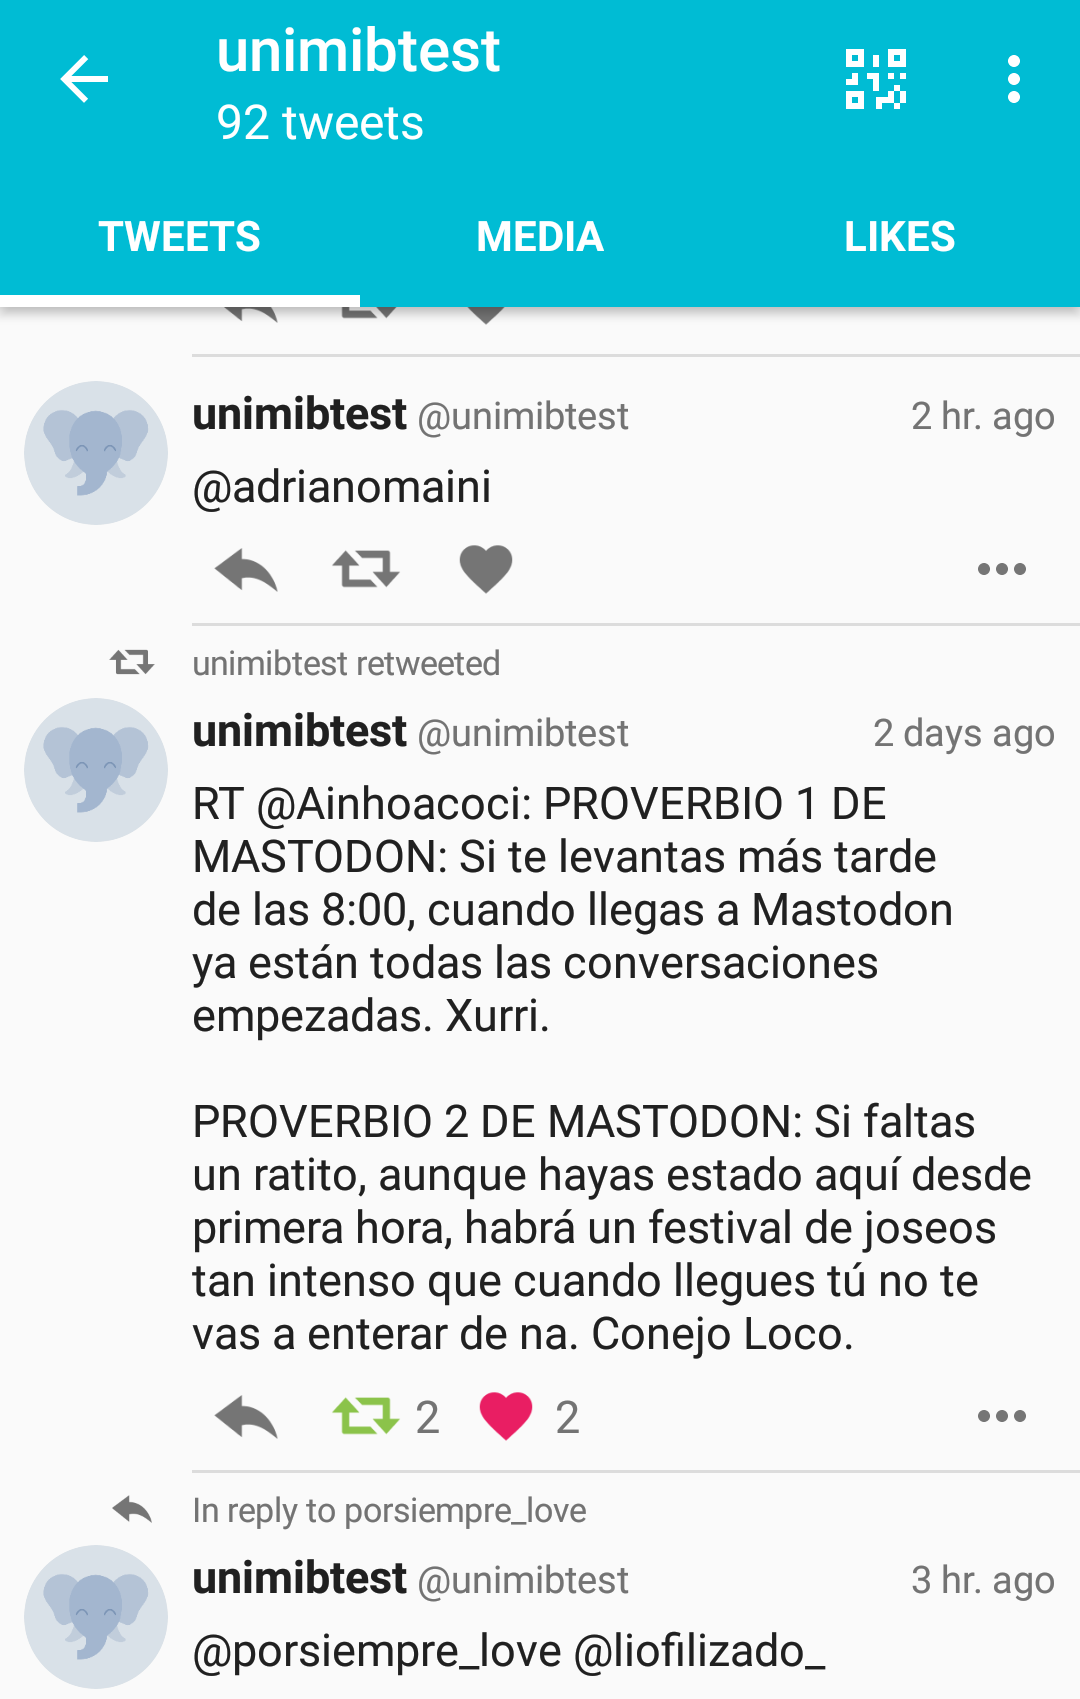 unimibtest
92 tweets
TWEETS
MEDIA
LIKES
unimibtest @unimibtest 2 hr. ago
@adrianomaini
unimibtest retweeted
unimibtest @unimibtest 2 days ago
RT @Ainhoacoci: PROVERBIO 1 DE
MASTODON: Si te levantas más tarde
de las 8:00, cuando llegas a Mastodon
ya están todas las conversaciones
empezadas. Xurri.
PROVERBIO 2 DE MASTODON: Si faltas
un ratito, aunque hayas estado aquí desde
primera hora, habrá un festival de joseos
tan intenso que cuando llegues tú no te
vas a enterar de na. Conejo Loco.
2 2
In reply to porsiempre_love
unimibtest @unimibtest 3 hr. ago
@porsiempre_love @liofilizado_